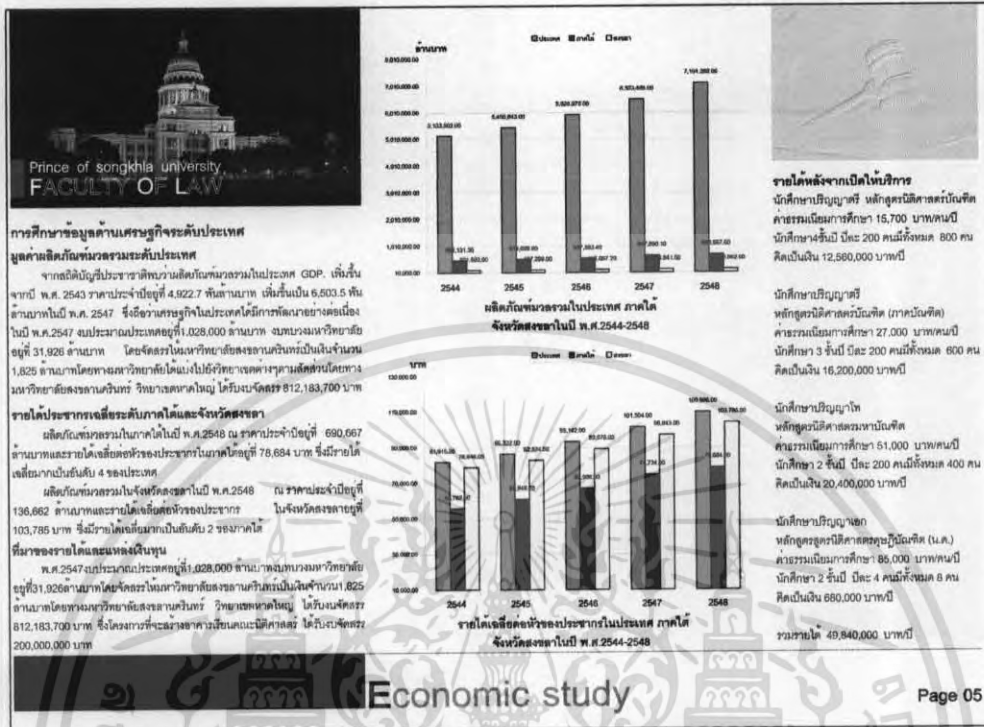 Prince of songkhla university
FACULTY OF LAW
การศึกษาข้อมูลด้านเศรษฐกิจระดับประเทศ
มูลค่าผลิตภัณฑ์มวลรวมระดับประเทศ
จากสถิติบัญชีประชาชาติพบว่าผลิตภัณฑ์มวลรวมในประเทศ GDP. เพิ่มขึ้น
จากปี พ.ศ. 2543 ราคาประจำปีอยู่ที่ 4,922.7 พันล้านบาท เพิ่มขึ้นเป็น 6,503.5 พัน
ล้านบาทในปี พ.ศ. 2547 ซึ่งถือว่าเศรษฐกิจในประเทศได้มีการพัฒนาอย่างต่อเนื่อง
ในปี พ.ศ.2547 งบประมาณประเทศอยู่ที่1,028,000 ล้านบาท งบทบวงมหาวิทยาลัย
อยู่ที่ 31,926 ล้านบาท โดยจัดสรรให้มหาวิทยาลัยสงขลานครินทร์เป็นเงินจำนวน
1,825 ล้านบาทโดยทางมหาวิทยาลัยได้แบ่งไปยังวิทยาเขตต่างๆตามสัดส่วนโดยทาง
มหาวิทยาลัยสงขลานครินทร์ วิทยาเขตหาดใหญ่ ได้รับงบจัดสรร 812,183,700 บาท
รายได้ประชากรเฉลี่ยระดับภาคใต้และจังหวัดสงขลา
ผลิตภัณฑ์มวลรวมในภาคใต้ในปี พ.ศ.2548 ณ ราคาประจำปีอยู่ที่ 690,667
ล้านบาทและรายได้เฉลี่ยต่อหัวของประชากรในภาคใต้อยู่ที่ 78,684 บาท ซึ่งมีรายได้
เฉลี่ยมากเป็นอันดับ 4 ของประเทศ
ผลิตภัณฑ์มวลรวมในจังหวัดสงขลาในปี พ.ศ.2548 ณ ราคาประจำปีอยู่ที่
136,662 ล้านบาทและรายได้เฉลี่ยต่อหัวของประชากร ในจังหวัดสงขลาอยู่ที่
103,785 บาท ซึ่งมีรายได้เฉลี่ยมากเป็นอันดับ 2 ของภาคใต้
ที่มาของรายได้และแหล่งเงินทุน
พ.ศ.2547งบประมาณประเทศอยู่ที่1,028,000 ล้านบาทงบทบวงมหาวิทยาลัย
อยู่ที่31,926ล้านบาทโดยจัดสรรให้มหาวิทยาลัยสงขลานครินทร์เป็นเงินจำนวน1,825
ล้านบาทโดยทางมหาวิทยาลัยสงขลานครินทร์ วิทยาเขตหาดใหญ่ ได้รับงบจัดสรร
812,183,700 บาท ซึ่งโครงการที่จะสร้างอาคารเรียนคณะนิติศาสตร์ ได้รับงบจัดสรร
200,000,000 บาท
ล้านบาท
ประเทศ ภาคใต้ สงขลา
8,010,000.00
7,010,000.00
6,010,000.00
5,010,000.00
4,010,000.00
3,010,000.00
2,010,000.00
1,010,000.00
10,000.00
2544 2545 2546 2547 2548
ผลิตภัณฑ์มวลรวมในประเทศ ภาคใต้
จังหวัดสงขลาในปี พ.ศ.2544-2548
บาท
ประเทศ ภาคใต้ สงขลา
130,000.00
110,000.00
90,000.00
10,000.00
2544 2545 2546 2547 2548
รายได้เฉลี่ยต่อหัวของประชากรในประเทศ ภาคใต้
จังหวัดสงขลาในปี พ.ศ.2544-2548
รายได้หลังจากเปิดให้บริการ
นักศึกษาปริญญาตรี หลักสูตรนิติศาสตร์บัณฑิต
ค่าธรรมเนียมการศึกษา 15,700 บาท/คน/ปี
นักศึกษา4ชั้นปี ปีละ 200 คนมีทั้งหมด 800 คน
คิดเป็นเงิน 12,560,000 บาท/ปี
นักศึกษาปริญญาตรี
หลักสูตรนิติศาสตร์บัณฑิต (ภาคบัณฑิต)
ค่าธรรมเนียมการศึกษา 27,000 บาท/คน/ปี
นักศึกษา 3 ชั้นปี ปีละ 200 คนมีทั้งหมด 600 คน
คิดเป็นเงิน 16,200,000 บาท/ปี
นักศึกษาปริญญาโท
หลักสูตรนิติศาสตรมหาบัณฑิต
ค่าธรรมเนียมการศึกษา 51,000 บาท/คน/ปี
นักศึกษา 2 ชั้นปี ปีละ 200 คนมีทั้งหมด 400 คน
คิดเป็นเงิน 20,400,000 บาท/ปี
นักศึกษาปริญญาเอก
หลักสูตรสูตรนิติศาสตรดุษฎีบัณฑิต (น.ด.)
ค่าธรรมเนียมการศึกษา 85,000 บาท/คน/ปี
นักศึกษา 2 ชั้นปี ปีละ 4 คนมีทั้งหมด 8 คน
คิดเป็นเงิน 680,000 บาท/ปี
รวมรายได้ 49,840,000 บาท/ปี
Economic study
Page 05